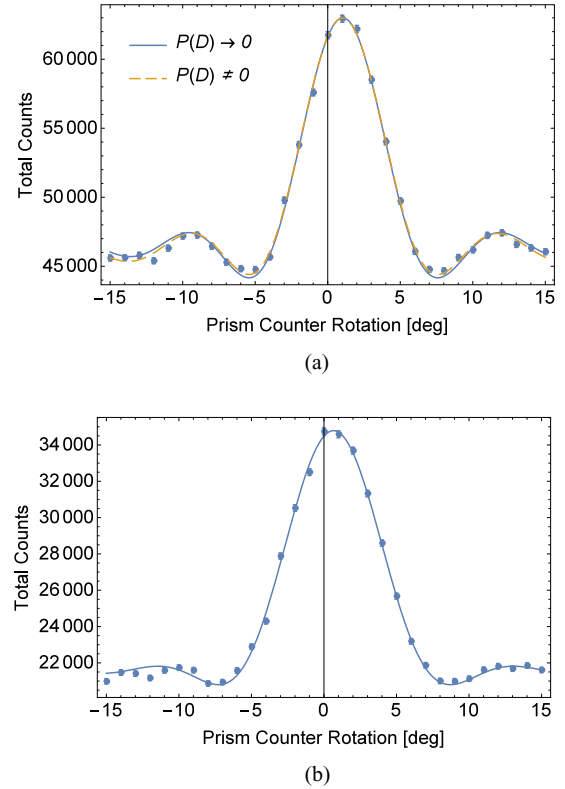 P(D) → 0
P(D) ≠ 0
60 000
55 000
50 000
45 000
Total Counts
−15 −10 −5 0 5 10 15
Prism Counter Rotation [deg]
(a)
34 000
32 000
30 000
28 000
26 000
24 000
22 000
Total Counts
−15 −10 −5 0 5 10 15
Prism Counter Rotation [deg]
(b)